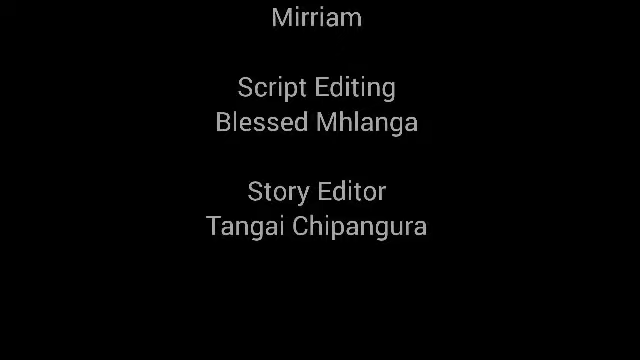 Mirriam
Script Editing
Blessed Mhlanga
Story Editor
Tangai Chipangura